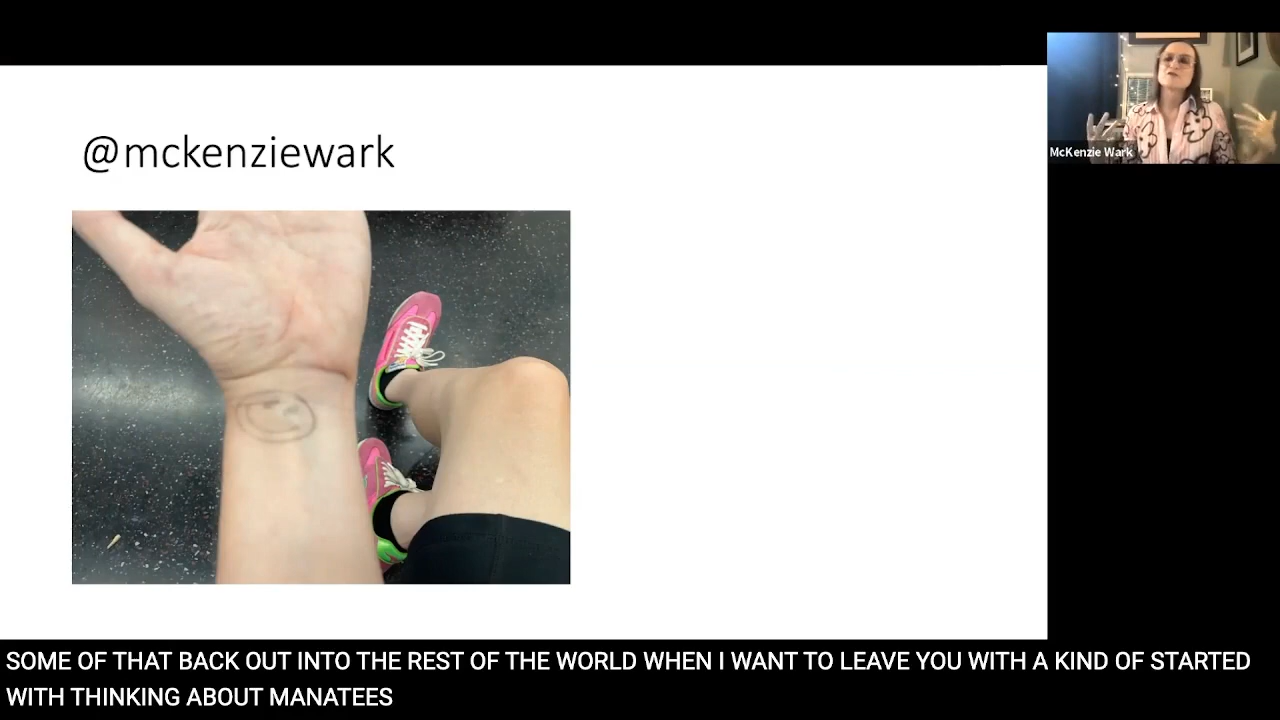 @mckenziewark
McKenzie Wark
SOME OF THAT BACK OUT INTO THE REST OF THE WORLD WHEN I WANT TO LEAVE YOU WITH A KIND OF STARTED
WITH THINKING ABOUT MANATEES